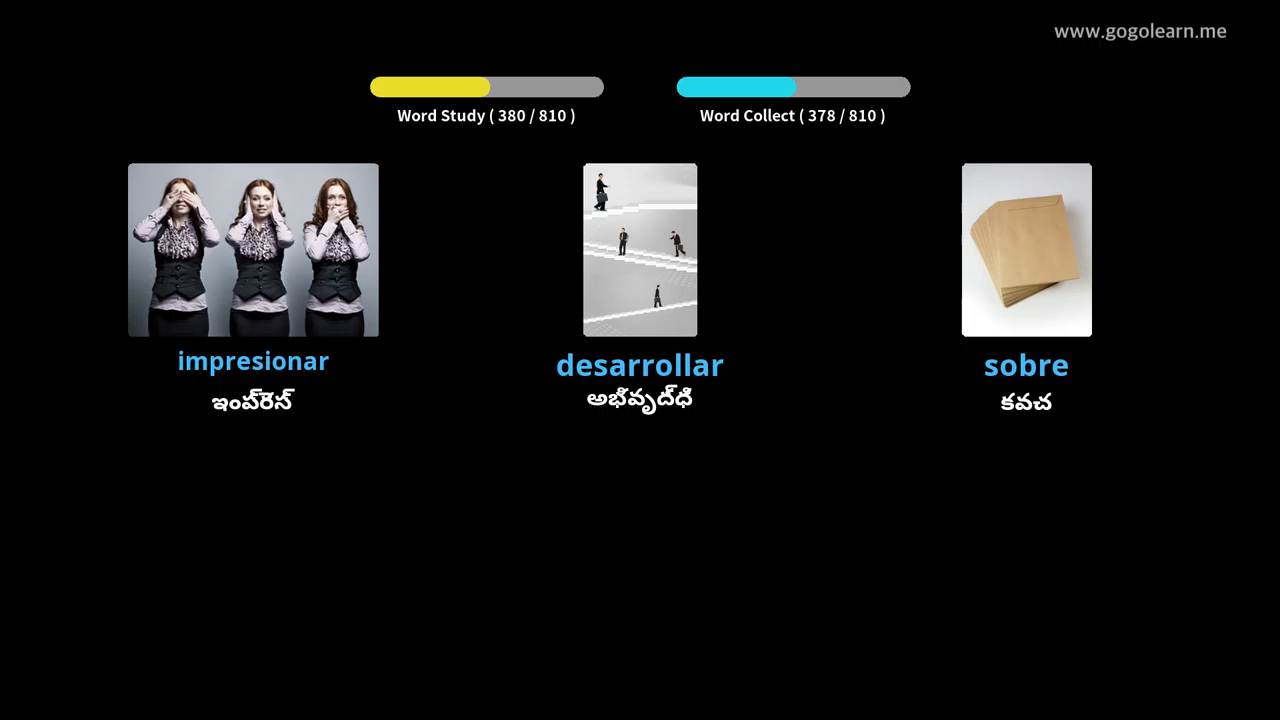 www.gogolearn.me
Word Study ( 380 / 810 )
Word Collect ( 378 / 810 )
impresionar
desarrollar
sobre
ఇంప్రెస్
అభివృద్ధి
కవచ